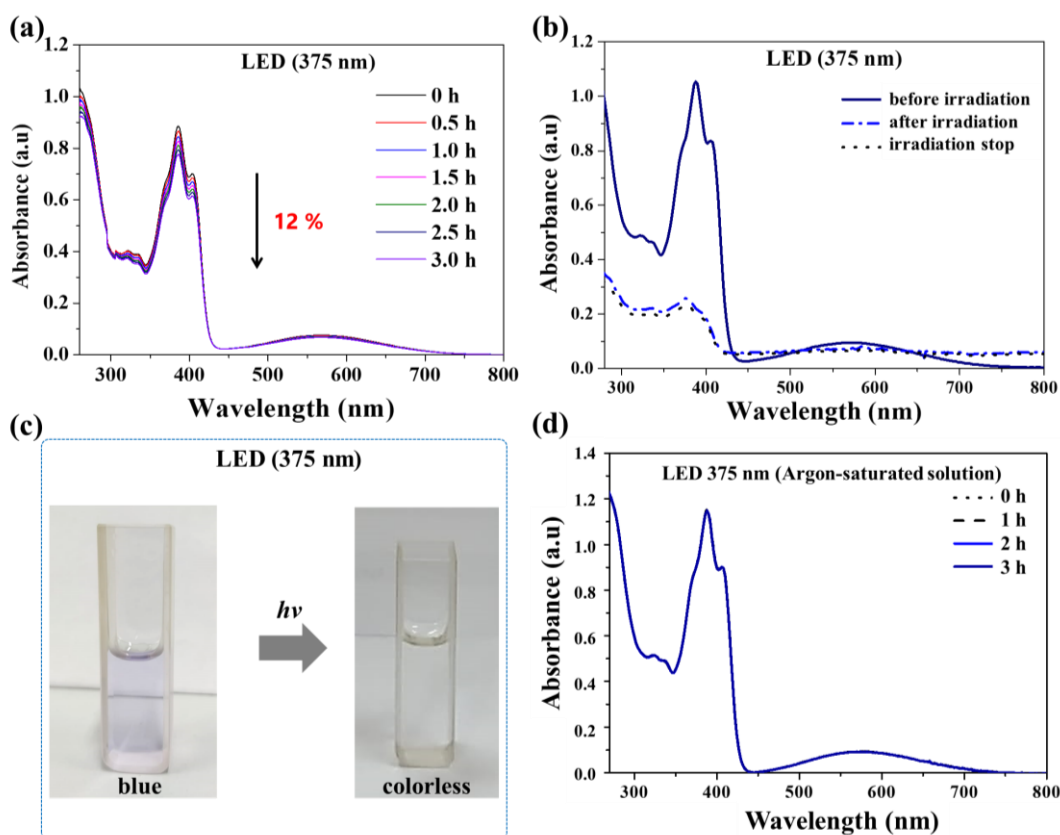 (a)
LED (375 nm)
0 h
0.5 h
1.0 h
1.5 h
2.0 h
2.5 h
3.0 h
12 %
Absorbance (a.u)
1.2
1.0
0.8
0.6
0.4
0.2
0.0
300 400 500 600 700 800
Wavelength (nm)
(b)
LED (375 nm)
before irradiation
after irradiation
irradiation stop
Absorbance (a.u)
1.2
1.0
0.8
0.6
0.4
0.2
0.0
300 400 500 600 700 800
Wavelength (nm)
(c)
LED (375 nm)
hv
blue
colorless
(d)
LED 375 nm (Argon-saturated solution)
0 h
1 h
2 h
3 h
Absorbance (a.u)
1.4
1.2
1.0
0.8
0.6
0.4
0.2
0.0
300 400 500 600 700 800
Wavelength (nm)